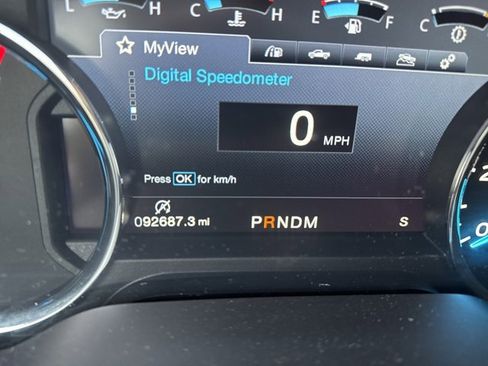 L H C H E F C
MyView
Digital Speedometer
0 MPH
Press OK for km/h
092687.3 mi PRNDM S